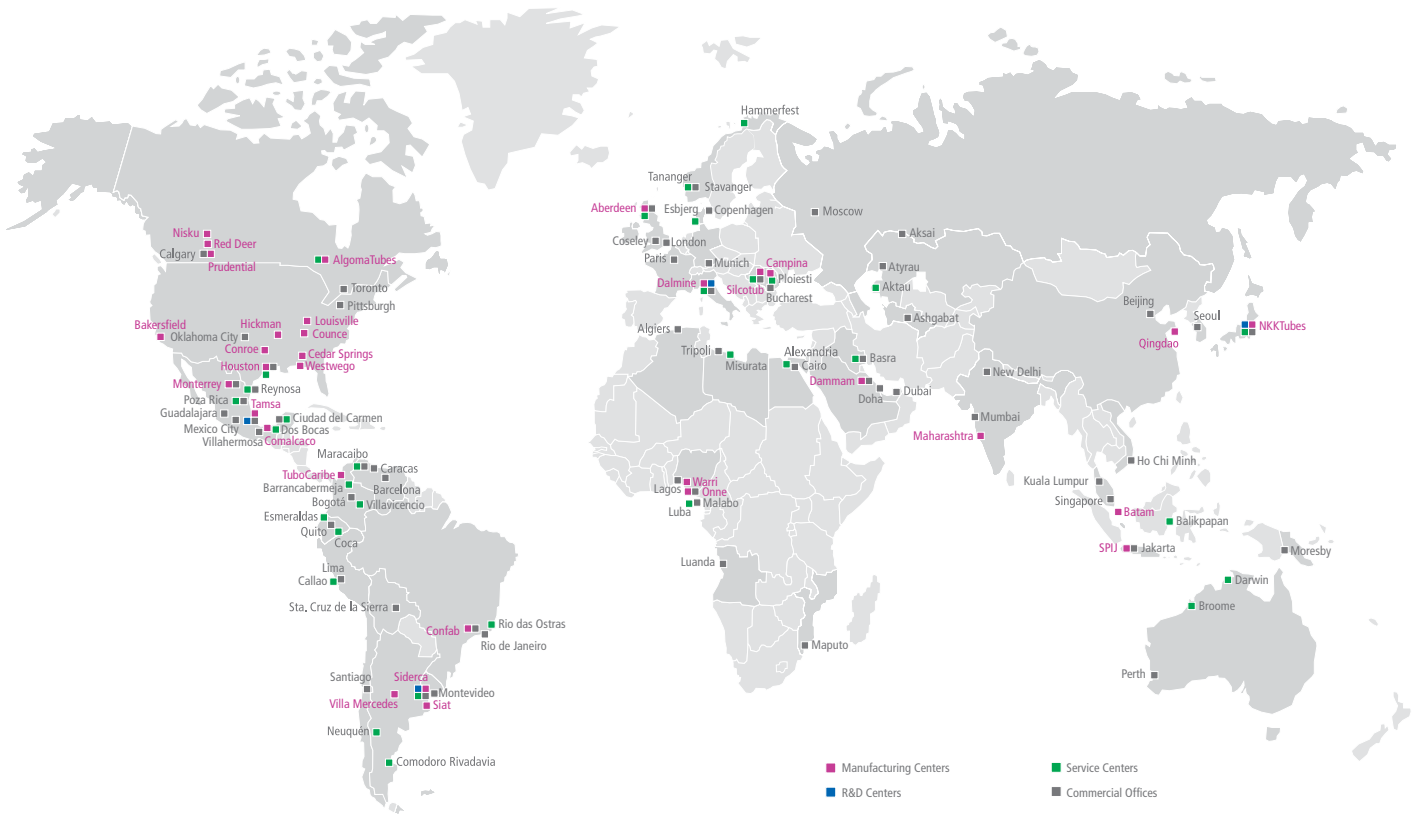 Hammerfest
Tananger
Stavanger
Aberdeen
Esbjerg
Copenhagen
Moscow
Nisku
Red Deer
Calgary
Prudential
AlgomaTubes
Coseley
London
Aksai
Paris
Munich
Campina
Atyrau
Dalmine
Silcotub
Ploiesti
Aktau
Bucharest
Toronto
Pittsburgh
Beijing
Seoul
Bakersfield
Hickman
Louisville
Oklahoma City
Counce
Algiers
Ashgabat
NKKTubes
Qingdao
Conroe
Cedar Springs
Tripoli
Misurata
Alexandria
Cairo
Basra
Houston
Westwego
New Delhi
Monterrey
Reynosa
Dammam
Doha
Dubai
Poza Rica
Tamsa
Guadalajara
Ciudad del Carmen
Mexico City
Dos Bocas
Villahermosa
Comalcaco
Mumbai
Maharashtra
Maracaibo
Caracas
TuboCaribe
Barcelona
Barrancabermeja
Bogotá
Villavicencio
Ho Chi Minh
Kuala Lumpur
Lagos
Warri
Onne
Luba
Malabo
Singapore
Batam
Esmeraldas
Quito
Coca
Balikpapan
SPIJ
Jakarta
Moresby
Lima
Callao
Luanda
Darwin
Sta. Cruz de la Sierra
Broome
Confab
Rio das Ostras
Rio de Janeiro
Maputo
Santiago
Siderca
Perth
Villa Mercedes
Montevideo
Siat
Neuquén
Comodoro Rivadavia
Manufacturing Centers
Service Centers
R&D Centers
Commercial Offices